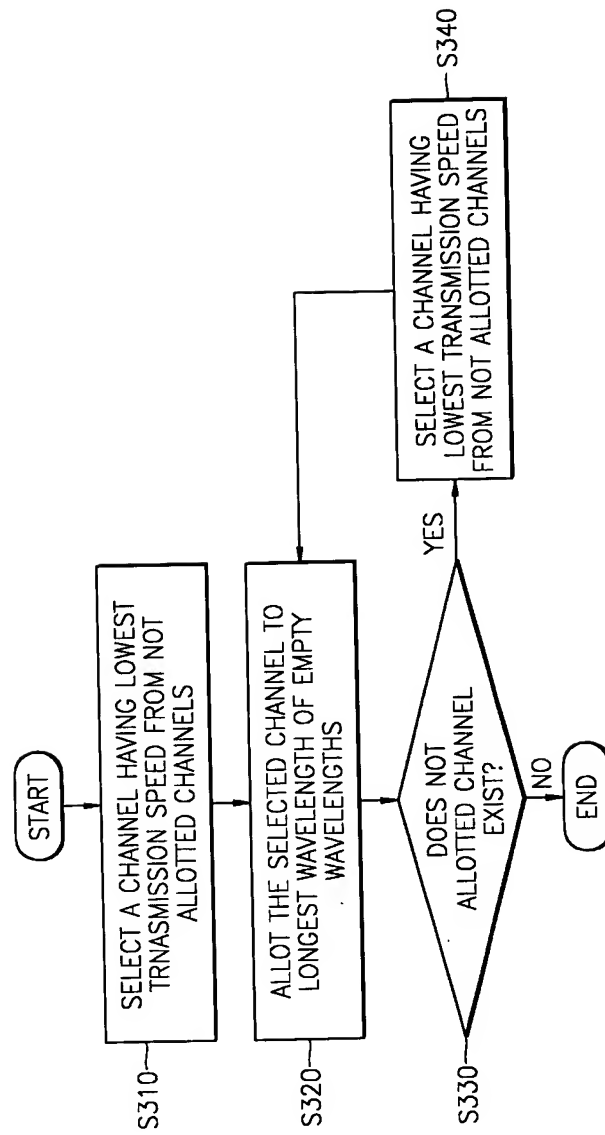 START
S310
SELECT A CHANNEL HAVING LOWEST
TRNASMISSION SPEED FROM NOT
ALLOTTED CHANNELS
S320
ALLOT THE SELECTED CHANNEL TO
LONGEST WAVELENGTH OF EMPTY
WAVELENGTHS
S330
DOES NOT
ALLOTTED CHANNEL
EXIST?
YES
SELECT A CHANNEL HAVING
LOWEST TRANSMISSION SPEED
FROM NOT ALLOTTED CHANNELS
S340
NO
END